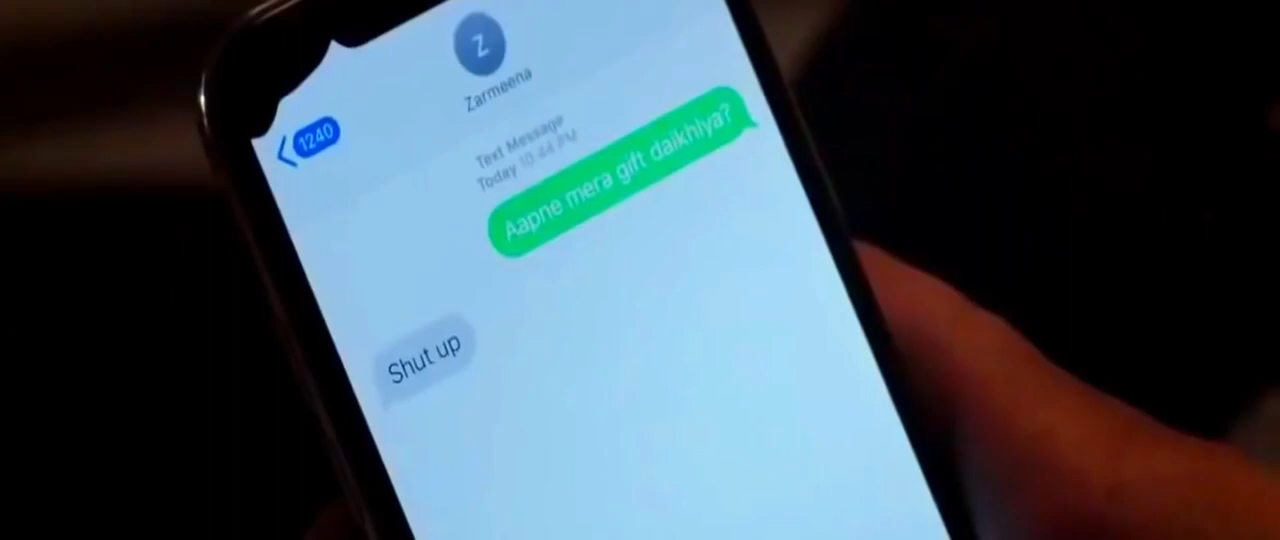 Z
Zarmeena
1240
Text Message
Today 10:44 PM
Aapne mera gift daikhlya?
Shut up